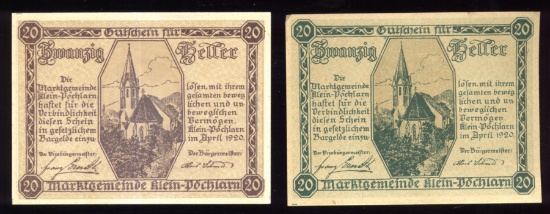 20 Gutschein für 20
Zwanzig Heller
Die
Marktgemeinde
Klein-Pöchlarn
haftet für die
Verbindlichkeit
diesen Schein
in gesetzlichem
Bargelde einzu-
lösen, mit ihrem
gesamten beweg-
lichen und un-
beweglichen
Vermögen.
Klein-Pöchlarn
im April 1920.
Der Vizebürgermeister:
Der Bürgermeister:
20 Marktgemeinde Klein-Pöchlarn 20
20 Gutschein für 20
Zwanzig Heller
Die
Marktgemeinde
Klein-Pöchlarn
haftet für die
Verbindlichkeit
diesen Schein
in gesetzlichem
Bargelde einzu-
lösen, mit ihrem
gesamten beweg-
lichen und un-
beweglichen
Vermögen.
Klein-Pöchlarn
im April 1920.
Der Vizebürgermeister:
Der Bürgermeister:
20 Marktgemeinde Klein-Pöchlarn 20